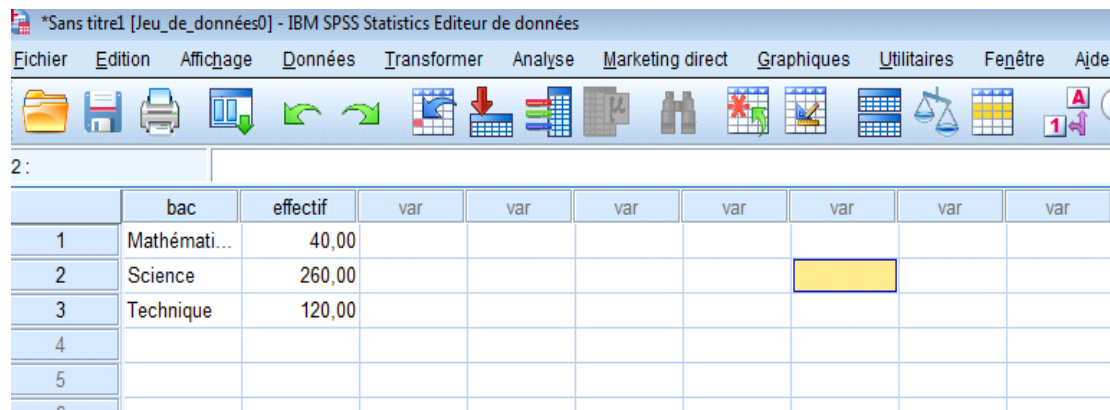 *Sans titre1 [Jeu_de_données0] - IBM SPSS Statistics Editeur de données
Fichier Edition Affichage Données Transformer Analyse Marketing direct Graphiques Utilitaires Fenêtre Aide
A
1
2 :
bac effectif var var var var var var var
1 Mathémati... 40,00
2 Science 260,00
3 Technique 120,00
4
5